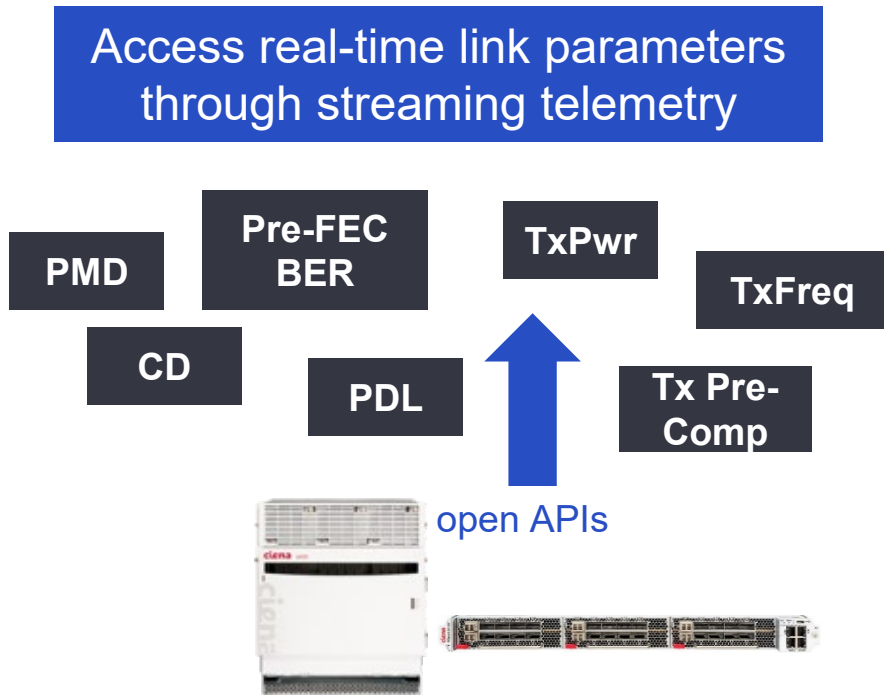 Access real-time link parameters
through streaming telemetry
Pre-FEC
BER
TxPwr
PMD
TxFreq
CD
PDL
Tx Pre-
Comp
open APIs
ciena
ciena